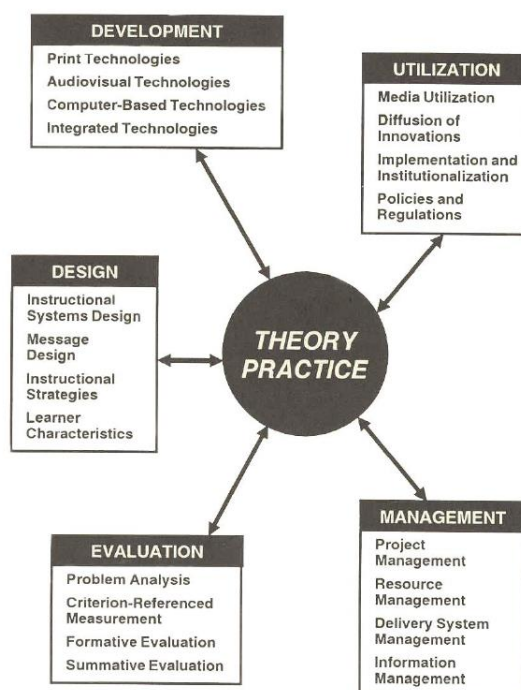 DEVELOPMENT
Print Technologies
Audiovisual Technologies
Computer-Based Technologies
Integrated Technologies
UTILIZATION
Media Utilization
Diffusion of
Innovations
Implementation and
Institutionalization
Policies and
Regulations
DESIGN
Instructional
Systems Design
Message
Design
Instructional
Strategies
Learner
Characteristics
THEORY
PRACTICE
EVALUATION
Problem Analysis
Criterion-Referenced
Measurement
Formative Evaluation
Summative Evaluation
MANAGEMENT
Project
Management
Resource
Management
Delivery System
Management
Information
Management